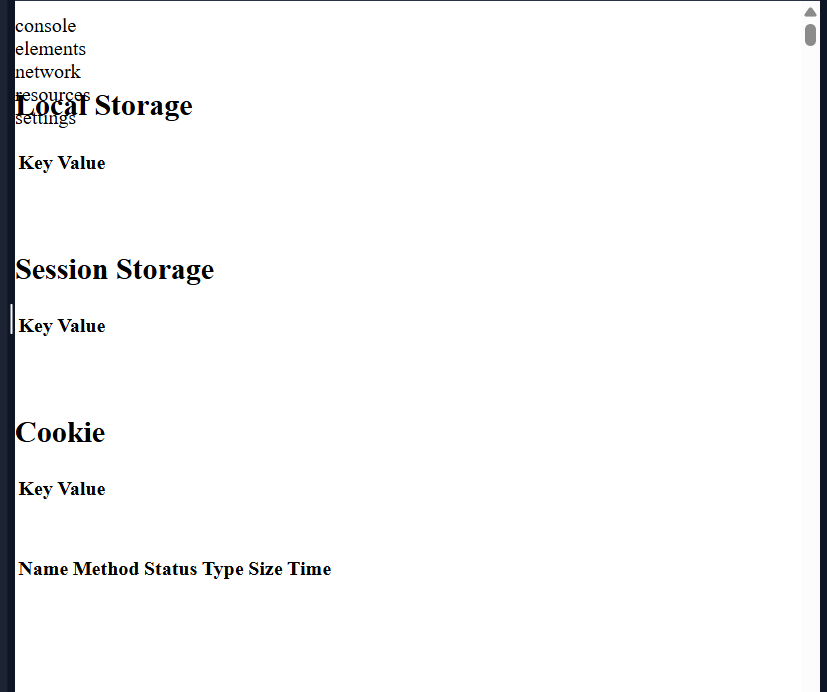 console
elements
network
resources
settings
Local Storage
Key Value
Session Storage
Key Value
Cookie
Key Value
Name Method Status Type Size Time